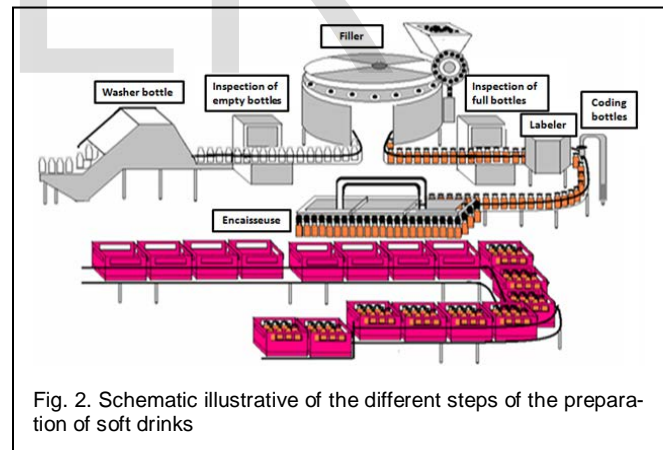 Filler
Washer bottle
Inspection of
empty bottles
Inspection of
full bottles
Coding
bottles
Labeler
Encaisseuse
Fig. 2. Schematic illustrative of the different steps of the prepara-
tion of soft drinks